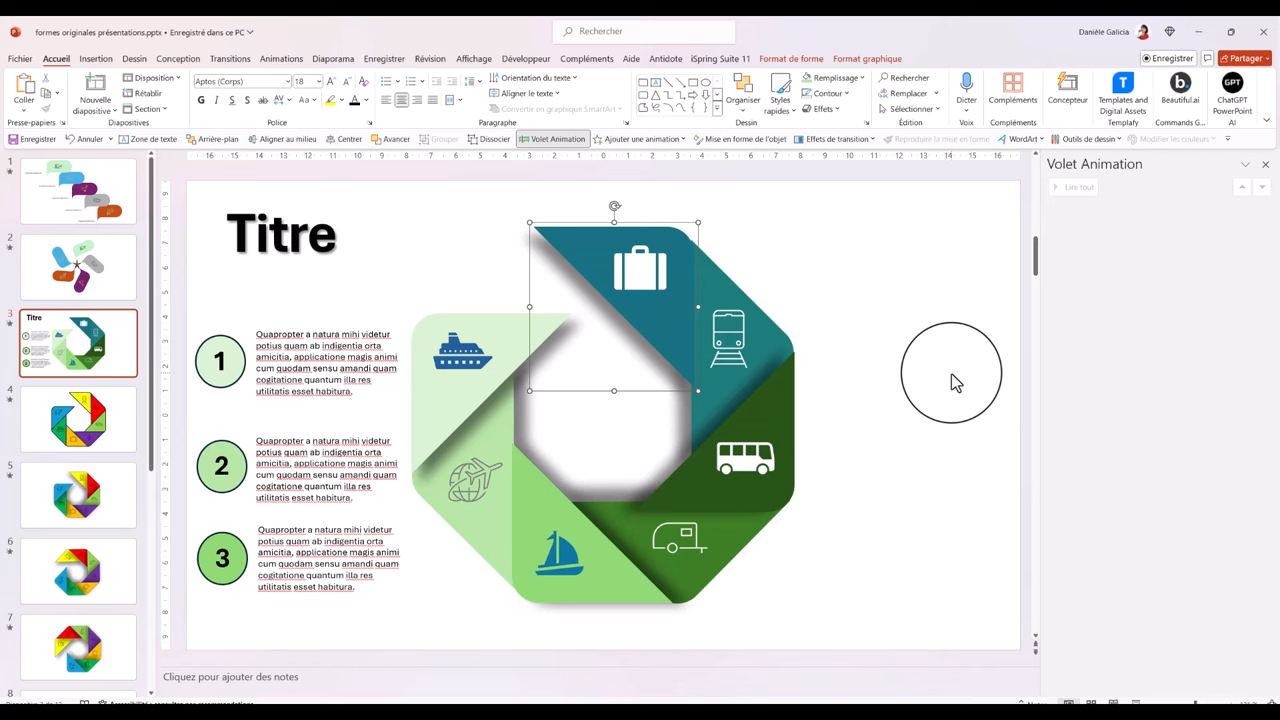 formes originales présentations.pptx • Enregistré dans ce PC
Rechercher
Danièle Galicia
Fichier Accueil Insertion Dessin Conception Transitions Animations Diaporama Enregistrer Révision Affichage Développeur Compléments Aide Antidote iSpring Suite 11 Format de forme Format graphique
Enregistrer
Partager
Coller
Nouvelle diapositive
Disposition
Rétablir
Section
Aptos (Corps)
18
Orientation du texte
Aligner le texte
Convertir en graphique SmartArt
Organiser
Styles rapides
Remplissage
Contour
Effets
Rechercher
Remplacer
Sélectionner
Dicter
Compléments
Concepteur
Templates and Digital Assets
Beautiful.ai
ChatGPT PowerPoint
Presse-papiers
Diapositives
Police
Paragraphe
Dessin
Édition
Voix
Compléments
Templafy
Commands G...
AI
Enregistrer
Annuler
Zone de texte
Arrière-plan
Aligner au milieu
Centrer
Avancer
Grouper
Dissocier
Volet Animation
Ajouter une animation
Mise en forme de l'objet
Effets de transition
Reproduire la mise en forme
WordArt
Outils de dessin
Modifier les couleurs
Volet Animation
Lire tout
1
2
3
4
5
6
7
8
Titre
1
Quapropter a natura mihi videtur
potius quam ab indigentia orta
amicitia, applicatione magis animi
cum quodam sensu amandi quam
cogitatione quantum illa res
utilitatis esset habitura.
2
Quapropter a natura mihi videtur
potius quam ab indigentia orta
amicitia, applicatione magis animi
cum quodam sensu amandi quam
cogitatione quantum illa res
utilitatis esset habitura.
3
Quapropter a natura mihi videtur
potius quam ab indigentia orta
amicitia, applicatione magis animi
cum quodam sensu amandi quam
cogitatione quantum illa res
utilitatis esset habitura.
Cliquez pour ajouter des notes